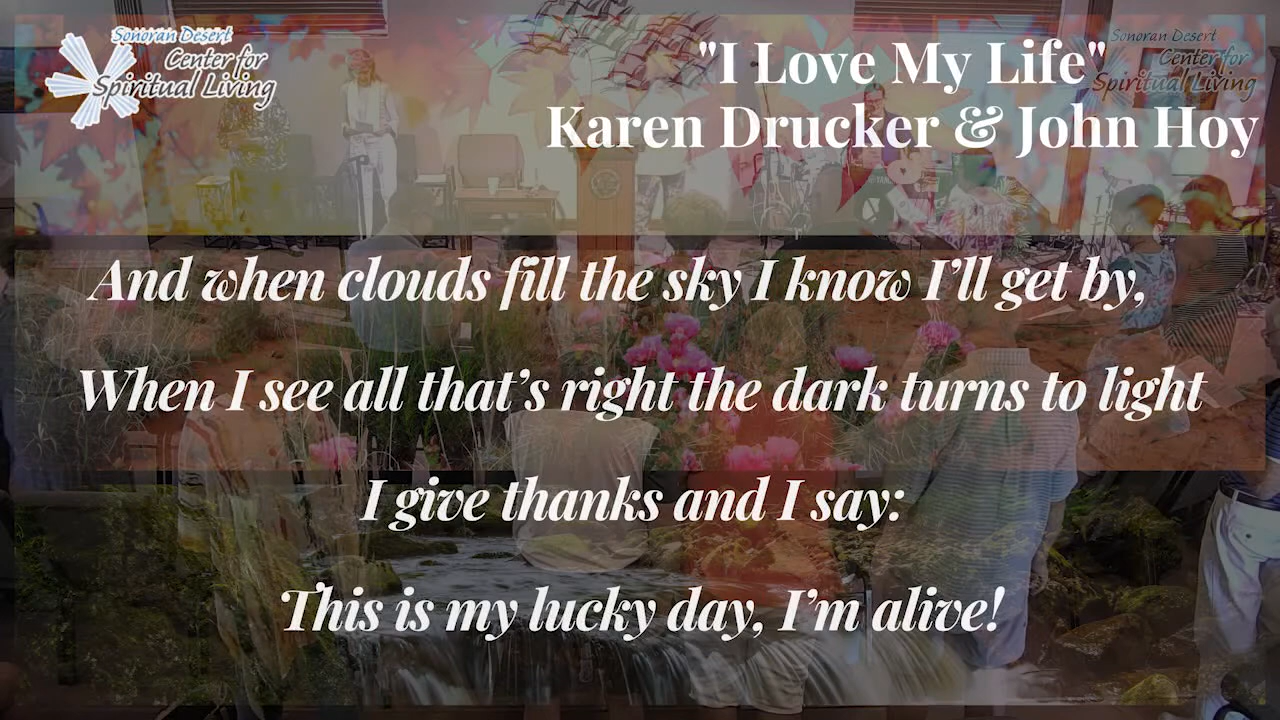 Sonoran Desert
Center for
Spiritual Living
"I Love My Life"
Karen Drucker & John Hoy
Sonoran Desert
Center for
Spiritual Living
And when clouds fill the sky I know I’ll get by,
When I see all that’s right the dark turns to light
I give thanks and I say:
This is my lucky day, I’m alive!